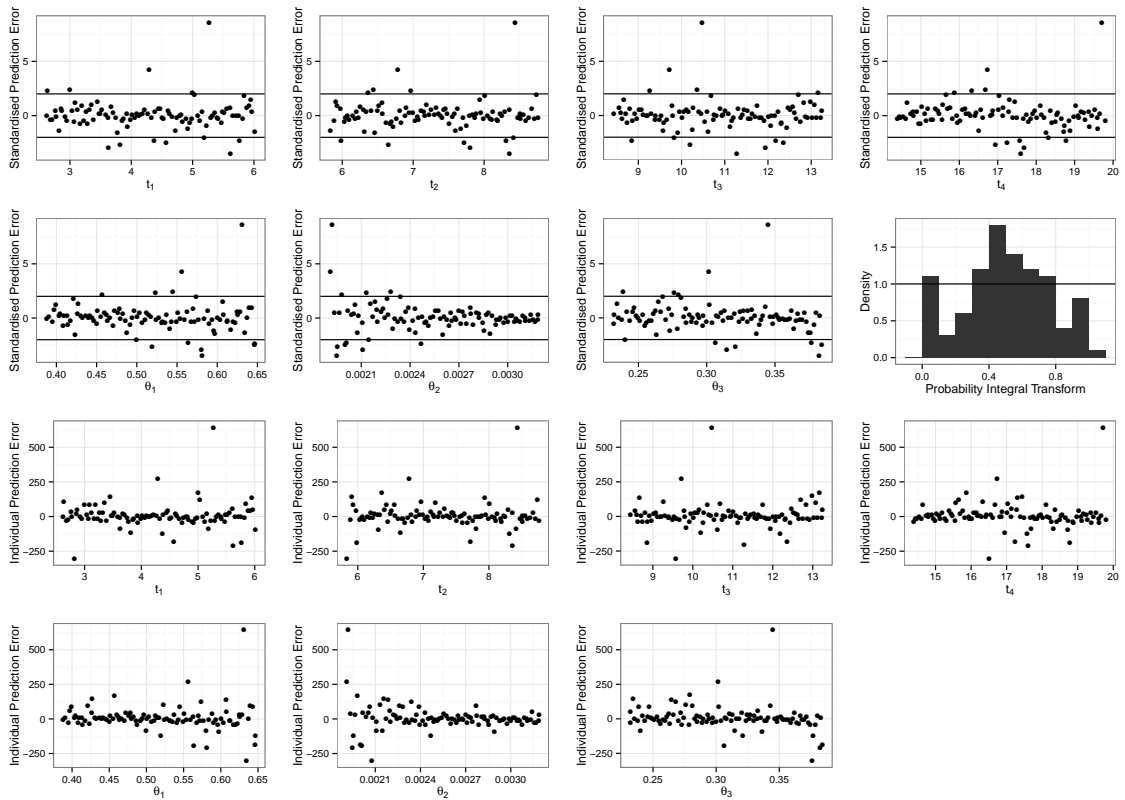 Standardised Prediction Error
5
0
3 4 5 6
t1
Standardised Prediction Error
5
0
6 7 8
t2
Standardised Prediction Error
5
0
9 10 11 12 13
t3
Standardised Prediction Error
5
0
15 16 17 18 19 20
t4
Standardised Prediction Error
5
0
0.40 0.45 0.50 0.55 0.60 0.65
θ1
Standardised Prediction Error
5
0
0.0021 0.0024 0.0027 0.0030
θ2
Standardised Prediction Error
5
0
0.25 0.30 0.35
θ3
Density
1.5
1.0
0.5
0.0
0.0 0.4 0.8
Probability Integral Transform
Individual Prediction Error
500
250
0
−250
3 4 5 6
t1
Individual Prediction Error
500
250
0
−250
6 7 8
t2
Individual Prediction Error
500
250
0
−250
9 10 11 12 13
t3
Individual Prediction Error
500
250
0
−250
15 16 17 18 19 20
t4
Individual Prediction Error
500
250
0
−250
0.40 0.45 0.50 0.55 0.60 0.65
θ1
Individual Prediction Error
500
250
0
−250
0.0021 0.0024 0.0027 0.0030
θ2
Individual Prediction Error
500
250
0
−250
0.25 0.30 0.35
θ3